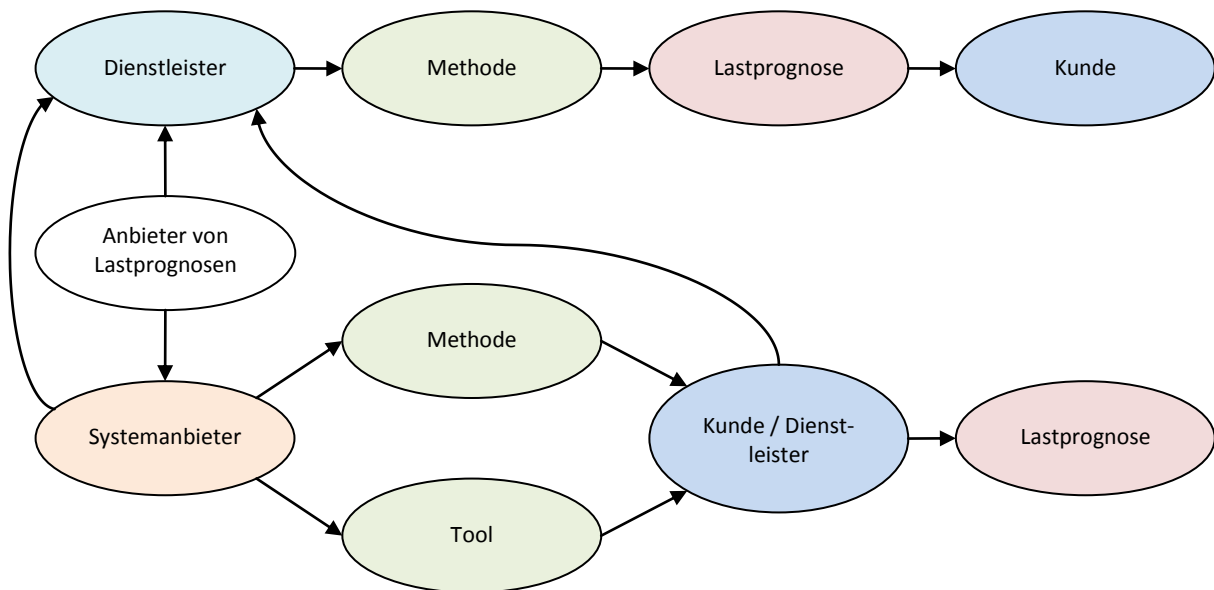 Dienstleister
Methode
Lastprognose
Kunde
Anbieter von
Lastprognosen
Methode
Systemanbieter
Kunde / Dienst-
leister
Lastprognose
Tool